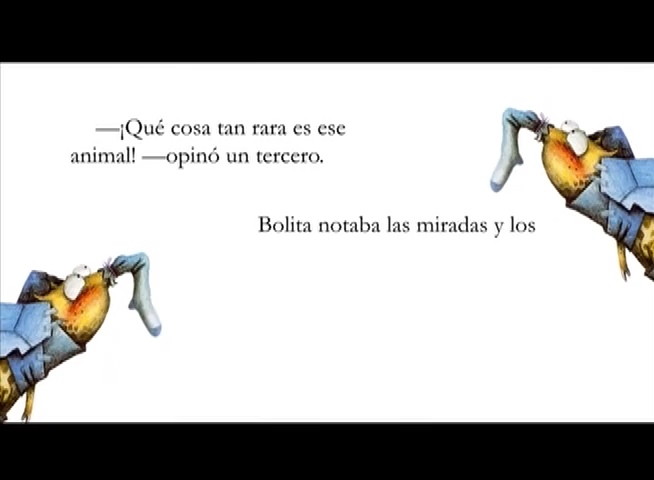 —¡Qué cosa tan rara es ese
animal! —opinó un tercero.
Bolita notaba las miradas y los